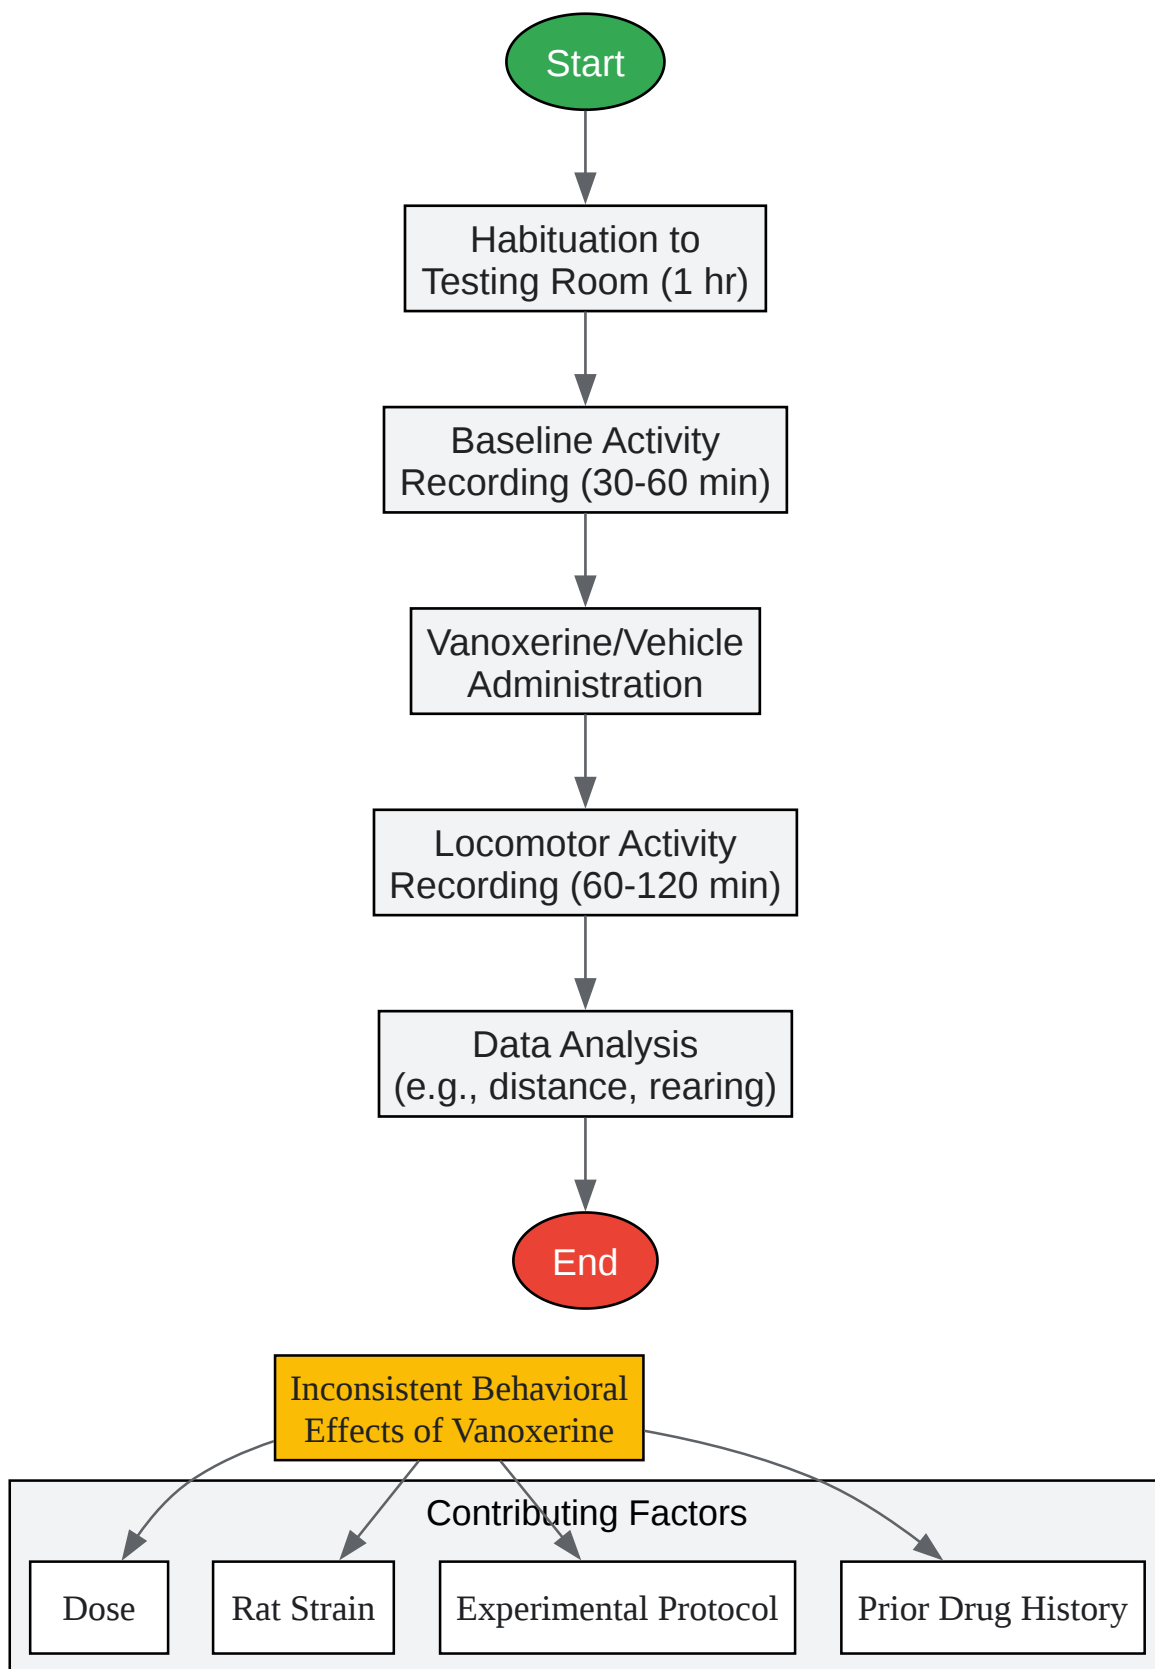 Start
Habituation to
Testing Room (1 hr)
Baseline Activity
Recording (30-60 min)
Vanoxerine/Vehicle
Administration
Locomotor Activity
Recording (60-120 min)
Data Analysis
(e.g., distance, rearing)
End
Inconsistent Behavioral
Effects of Vanoxerine
Contributing Factors
Dose
Rat Strain
Experimental Protocol
Prior Drug History